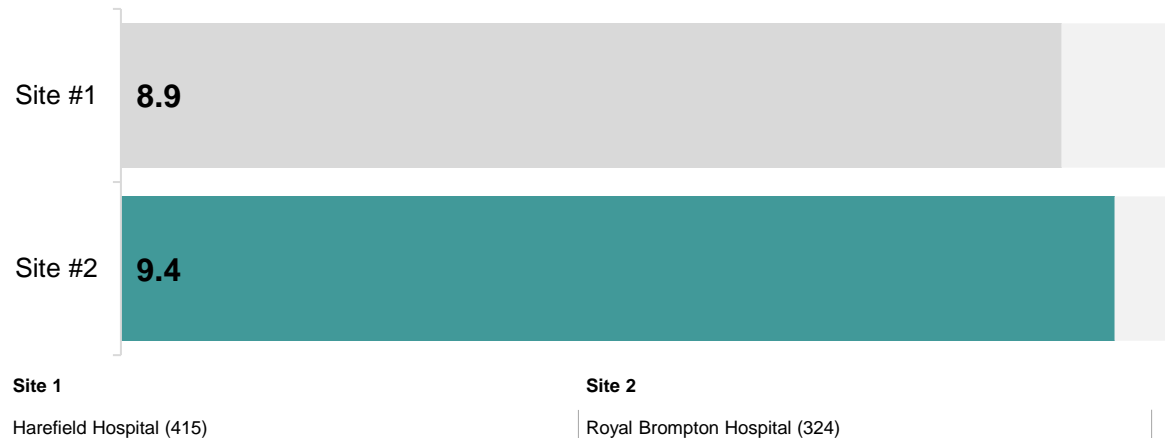 Site #1 8.9
Site #2 9.4
Site 1 Site 2
Harefield Hospital (415) Royal Brompton Hospital (324)